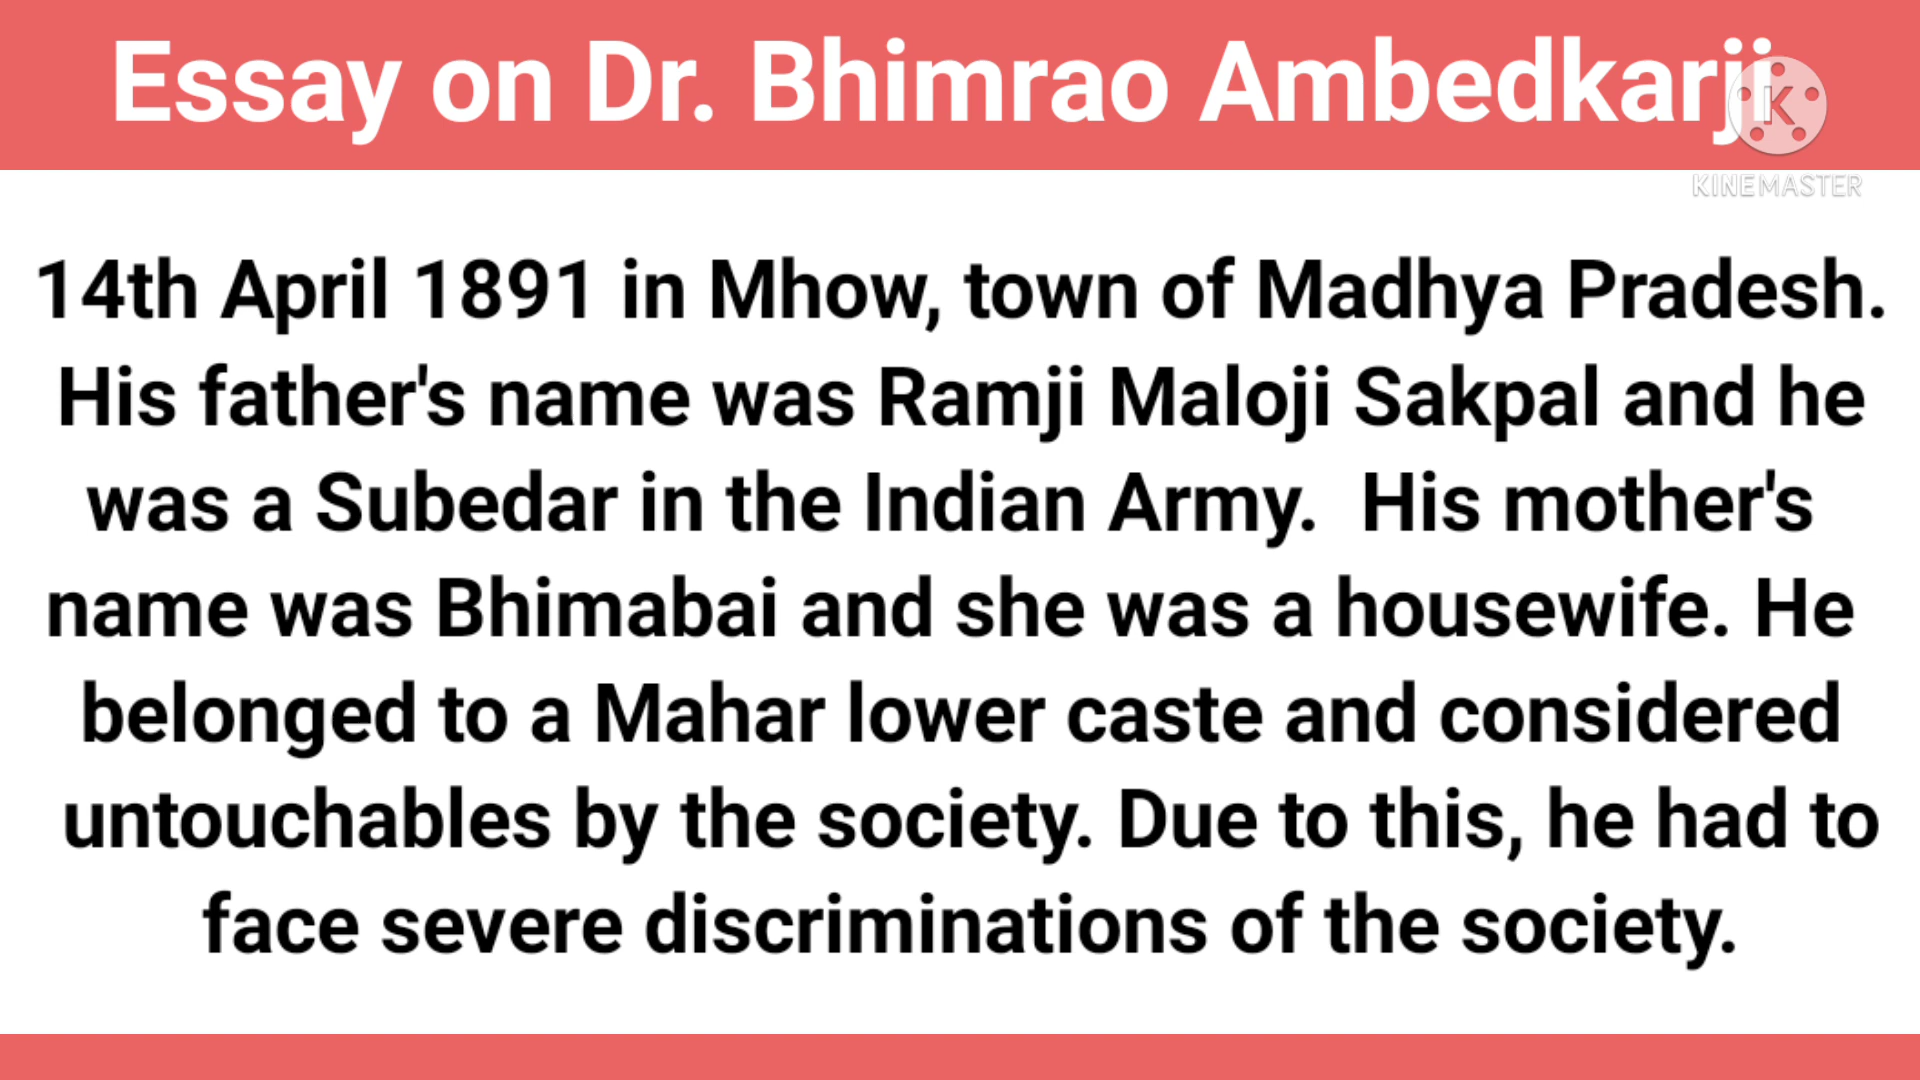 Essay on Dr. Bhimrao Ambedkarji
K
KINEMASTER
14th April 1891 in Mhow, town of Madhya Pradesh.
His father's name was Ramji Maloji Sakpal and he
was a Subedar in the Indian Army. His mother's
name was Bhimabai and she was a housewife. He
belonged to a Mahar lower caste and considered
untouchables by the society. Due to this, he had to
face severe discriminations of the society.